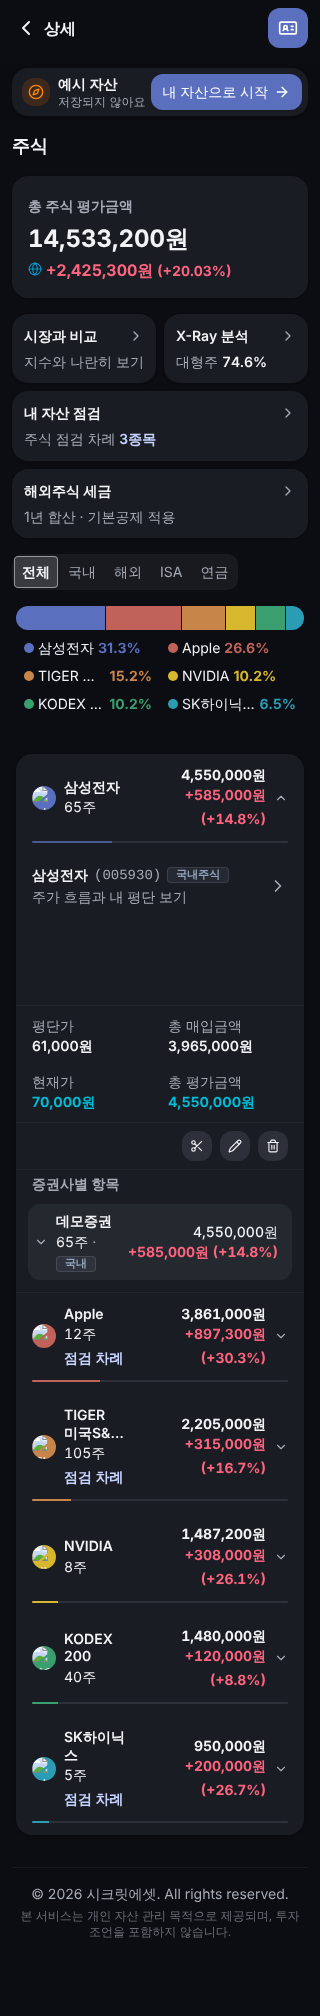 상세
예시 자산
저장되지 않아요
내 자산으로 시작
주식
총 주식 평가금액
14,533,200원
+2,425,300원 (+20.03%)
시장과 비교
지수와 나란히 보기
X-Ray 분석
대형주 74.6%
내 자산 점검
주식 점검 차례 3종목
해외주식 세금
1년 합산 · 기본공제 적용
전체 국내 해외 ISA 연금
삼성전자 31.3% Apple 26.6%
TIGER ... 15.2% NVIDIA 10.2%
KODEX ... 10.2% SK하이닉... 6.5%
삼성전자
65주
4,550,000원
+585,000원
(+14.8%)
삼성전자 (005930) 국내주식
주가 흐름과 내 평단 보기
평단가 총 매입금액
61,000원 3,965,000원
현재가 총 평가금액
70,000원 4,550,000원
증권사별 항목
데모증권
65주 ·
국내
4,550,000원
+585,000원 (+14.8%)
Apple
12주
점검 차례
3,861,000원
+897,300원
(+30.3%)
TIGER
미국S&...
105주
점검 차례
2,205,000원
+315,000원
(+16.7%)
NVIDIA
8주
1,487,200원
+308,000원
(+26.1%)
KODEX
200
40주
1,480,000원
+120,000원
(+8.8%)
SK하이닉
스
5주
점검 차례
950,000원
+200,000원
(+26.7%)
© 2026 시크릿에셋. All rights reserved.
본 서비스는 개인 자산 관리 목적으로 제공되며, 투자
조언을 포함하지 않습니다.